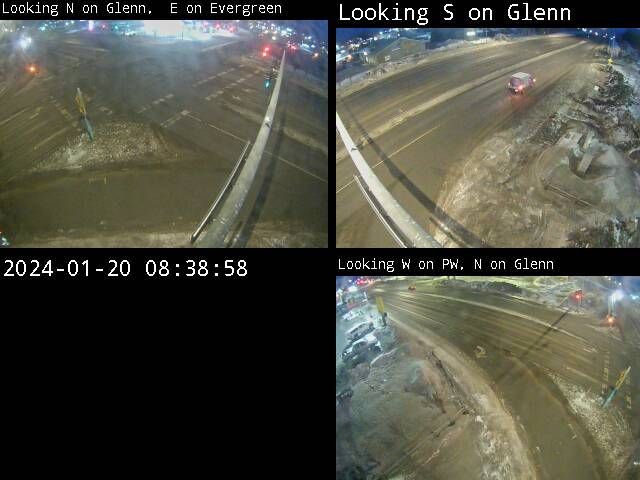 Looking N on Glenn,  E on Evergreen
Looking S on Glenn
2024-01-20 08:38:58
Looking W on PW, N on Glenn